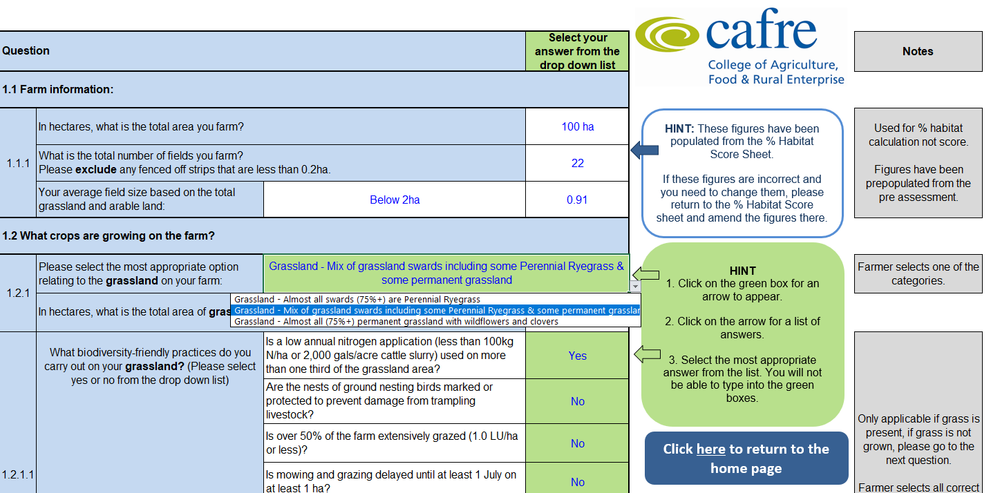 Question
Select your
answer from the
drop down list
cafre
College of Agriculture,
Food & Rural Enterprise
Notes
1.1 Farm information:
1.1.1
In hectares, what is the total area you farm?
100 ha
What is the total number of fields you farm?
Please exclude any fenced off strips that are less than 0.2ha.
22
Your average field size based on the total
grassland and arable land:
Below 2ha
0.91
HINT: These figures have been
populated from the % Habitat
Score Sheet.
If these figures are incorrect and
you need to change them, please
return to the % Habitat Score
sheet and amend the figures there.
Used for % habitat
calculation not score.
Figures have been
prepopulated from the
pre assessment.
1.2 What crops are growing on the farm?
1.2.1
Please select the most appropriate option
relating to the grassland on your farm:
Grassland - Mix of grassland swards including some Perennial Ryegrass &
some permanent grassland
Grassland - Almost all swards (75%+) are Perennial Ryegrass
Grassland - Mix of grassland swards including some Perennial Ryegrass & some permanent grasslan
Grassland - Almost all (75%+) permanent grassland with wildflowers and clovers
In hectares, what is the total area of gras
HINT
1. Click on the green box for an
arrow to appear.
2. Click on the arrow for a list of
answers.
3. Select the most appropriate
answer from the list. You will not
be able to type into the green
boxes.
Farmer selects one of the
categories.
1.2.1.1
What biodiversity-friendly practices do you
carry out on your grassland? (Please select
yes or no from the drop down list)
Is a low annual nitrogen application (less than 100kg
N/ha or 2,000 gals/acre cattle slurry) used on more
than one third of the grassland area?
Yes
Are the nests of ground nesting birds marked or
protected to prevent damage from trampling
livestock?
No
Is over 50% of the farm extensively grazed (1.0 LU/ha
or less)?
No
Is mowing and grazing delayed until at least 1 July on
at least 1 ha?
No
Click here to return to the
home page
Only applicable if grass is
present, if grass is not
grown, please go to the
next question.
Farmer selects all correct